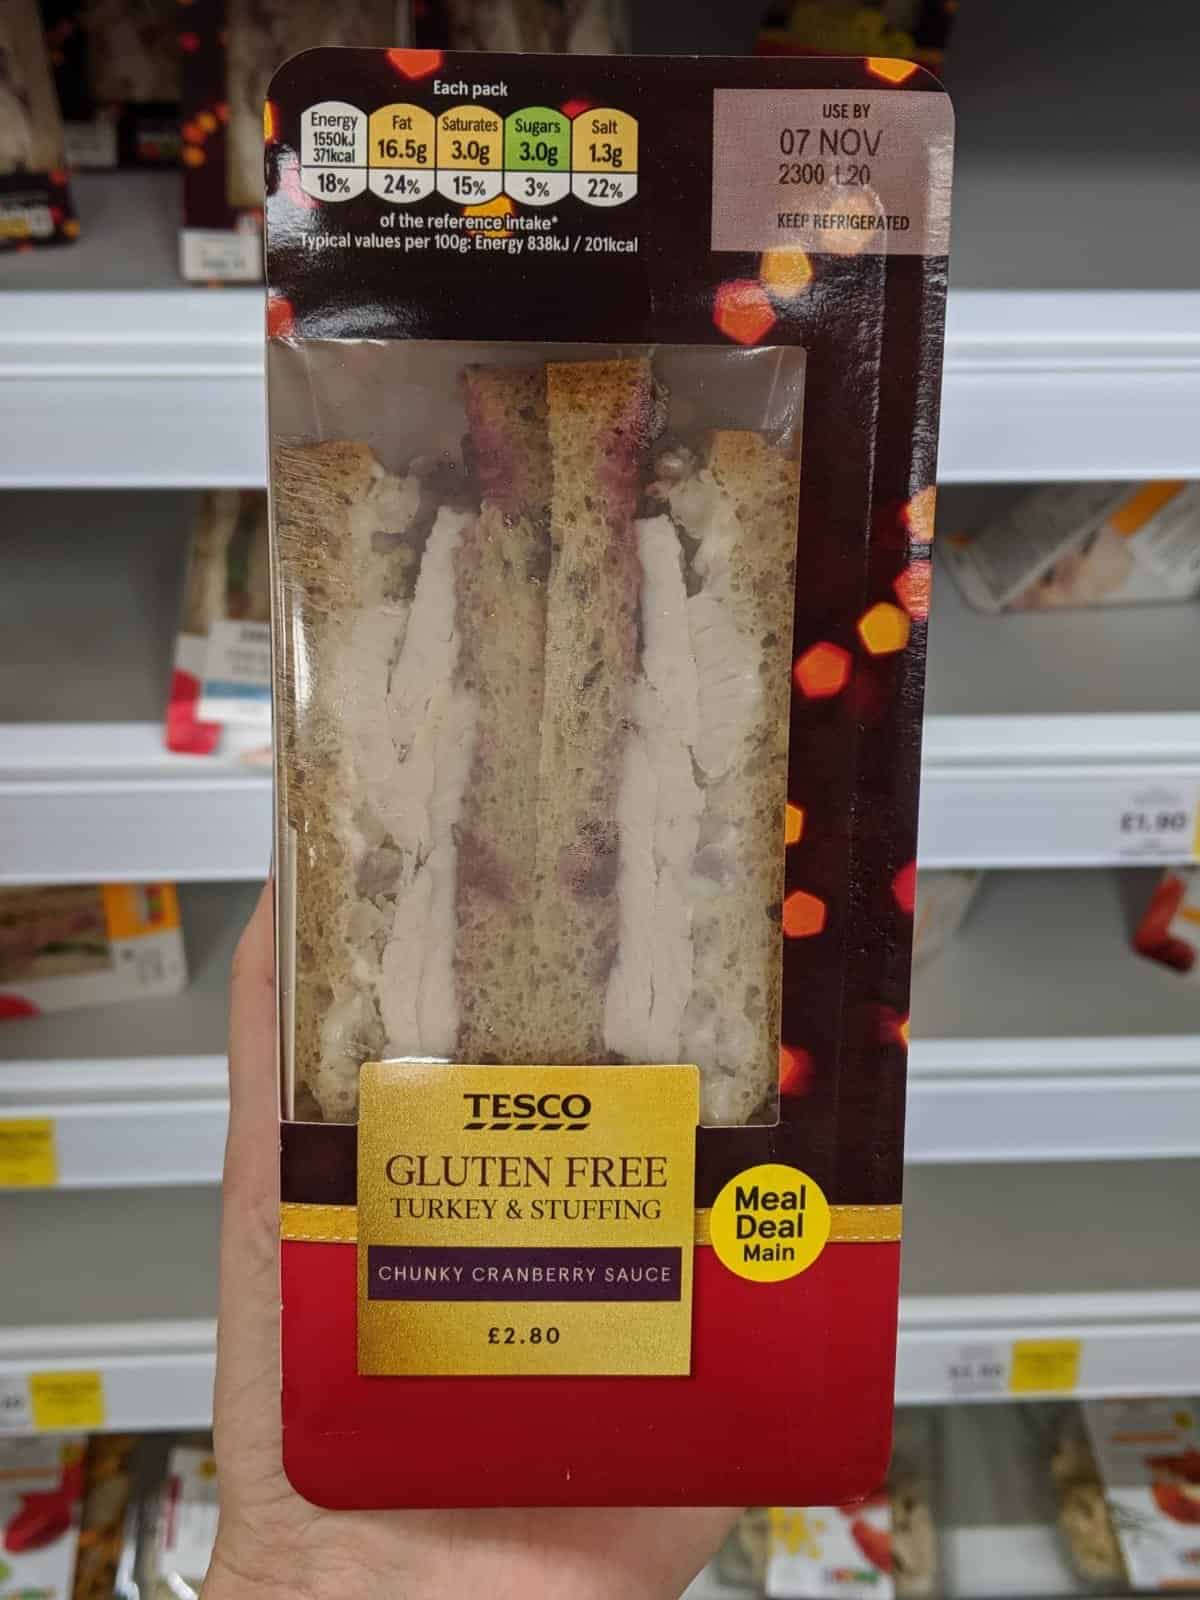 Each pack
Energy
1550kJ
371kcal
18%
Fat
16.5g
24%
Saturates
3.0g
15%
Sugars
3.0g
3%
Salt
1.3g
22%
of the reference intake*
Typical values per 100g: Energy 838kJ / 201kcal
USE BY
07 NOV
2300 L20
KEEP REFRIGERATED
TESCO
GLUTEN FREE
TURKEY & STUFFING
CHUNKY CRANBERRY SAUCE
£2.80
Meal
Deal
Main
£1.90